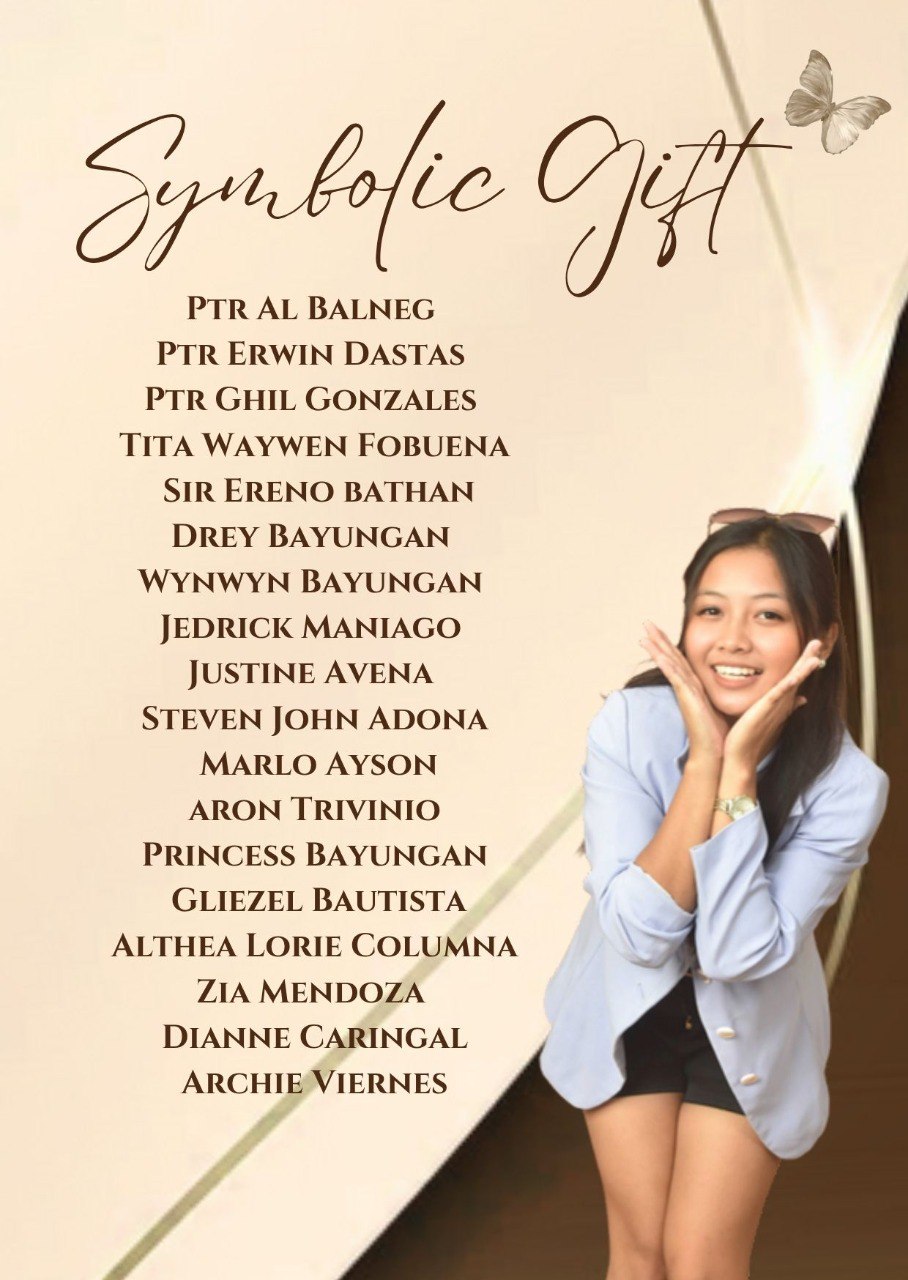 Symbolic Gift
Ptr Al Balneg
Ptr Erwin Dastas
Ptr Ghil Gonzales
Tita Waywen Fobuena
Sir Ereno bathan
Drey Bayungan
Wynwyn Bayungan
Jedrick Maniago
Justine Avena
Steven John Adona
Marlo Ayson
aron Trivinio
Princess Bayungan
Gliezel Bautista
Althea Lorie Columna
Zia Mendoza
Dianne Caringal
Archie Viernes